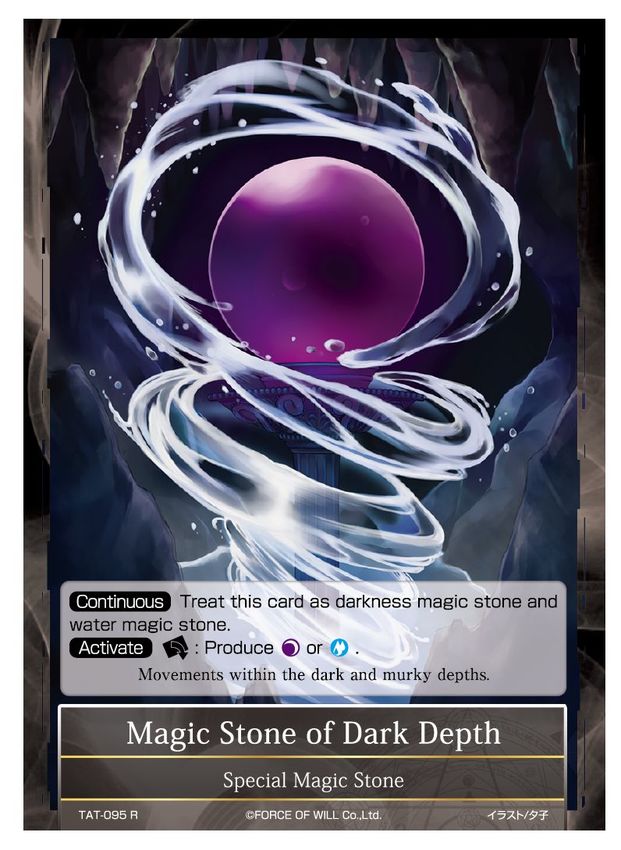 Continuous Treat this card as darkness magic stone and
water magic stone.
Activate : Produce or .
Movements within the dark and murky depths.
Magic Stone of Dark Depth
Special Magic Stone
TAT-095 R ©FORCE OF WILL Co.,Ltd. イラスト/夕子